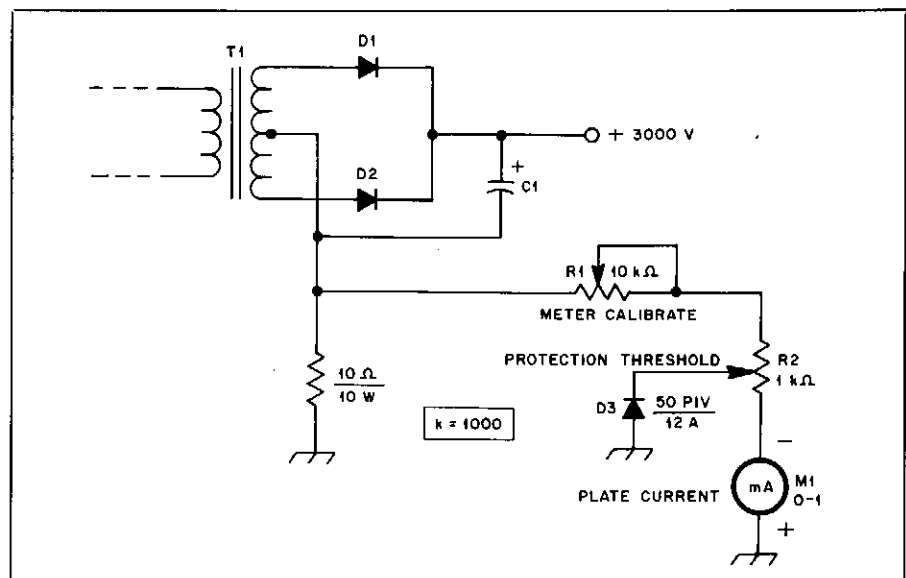 T1
D1
+ 3000 V
+
C1
D2
R1 10 kΩ
METER CALIBRATE
PROTECTION THRESHOLD
R2
1 kΩ
10 Ω
10 W
k = 1000
D3
50 PIV
12 A
−
mA
M1
0-1
PLATE CURRENT
+